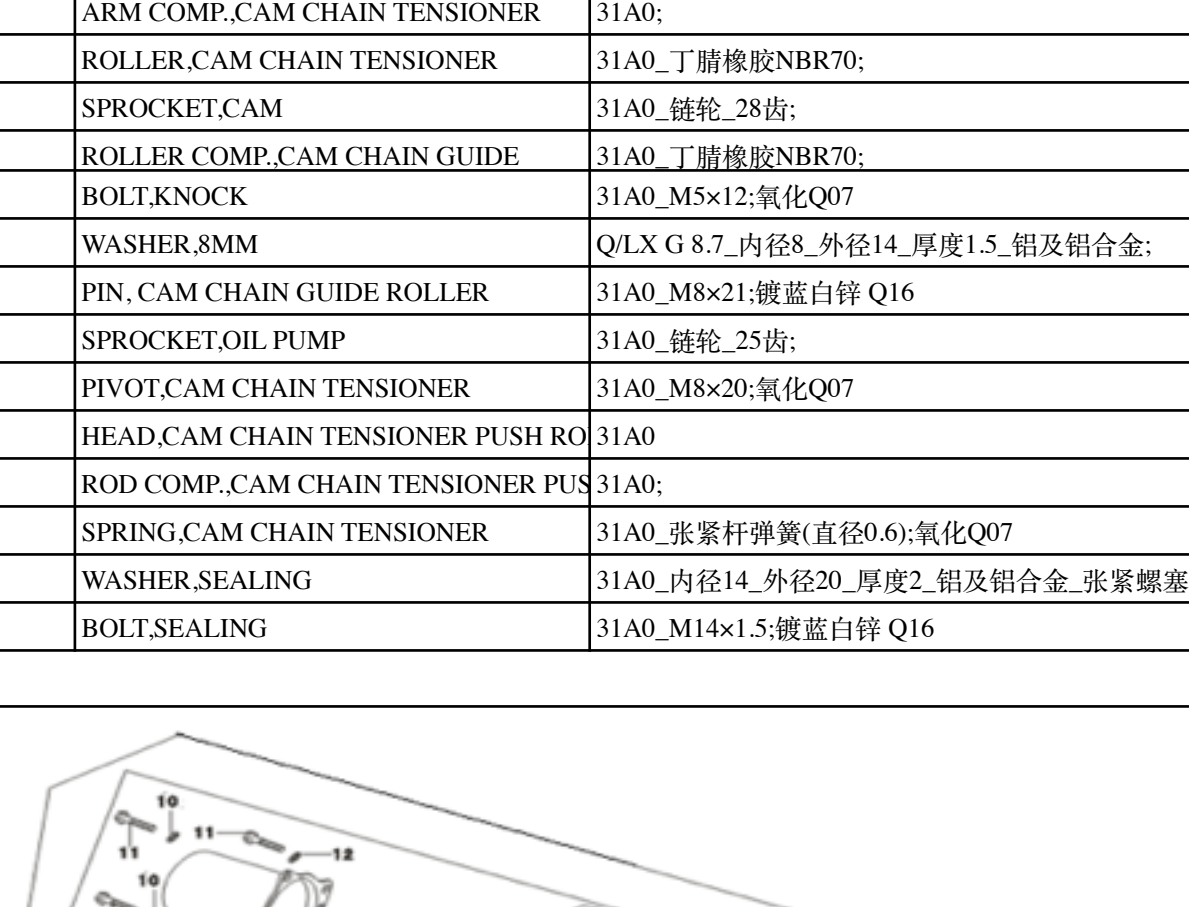 ARM COMP.,CAM CHAIN TENSIONER 31A0;
ROLLER,CAM CHAIN TENSIONER 31A0_丁腈橡胶NBR70;
SPROCKET,CAM 31A0_链轮_28齿;
ROLLER COMP.,CAM CHAIN GUIDE 31A0_丁腈橡胶NBR70;
BOLT,KNOCK 31A0_M5×12;氧化Q07
WASHER,8MM Q/LX G 8.7_内径8_外径14_厚度1.5_铝及铝合金;
PIN, CAM CHAIN GUIDE ROLLER 31A0_M8×21;镀蓝白锌 Q16
SPROCKET,OIL PUMP 31A0_链轮_25齿;
PIVOT,CAM CHAIN TENSIONER 31A0_M8×20;氧化Q07
HEAD,CAM CHAIN TENSIONER PUSH RO 31A0
ROD COMP.,CAM CHAIN TENSIONER PUS 31A0;
SPRING,CAM CHAIN TENSIONER 31A0_张紧杆弹簧(直径0.6);氧化Q07
WASHER,SEALING 31A0_内径14_外径20_厚度2_铝及铝合金_张紧螺塞
BOLT,SEALING 31A0_M14×1.5;镀蓝白锌 Q16
10
11
11
12
10